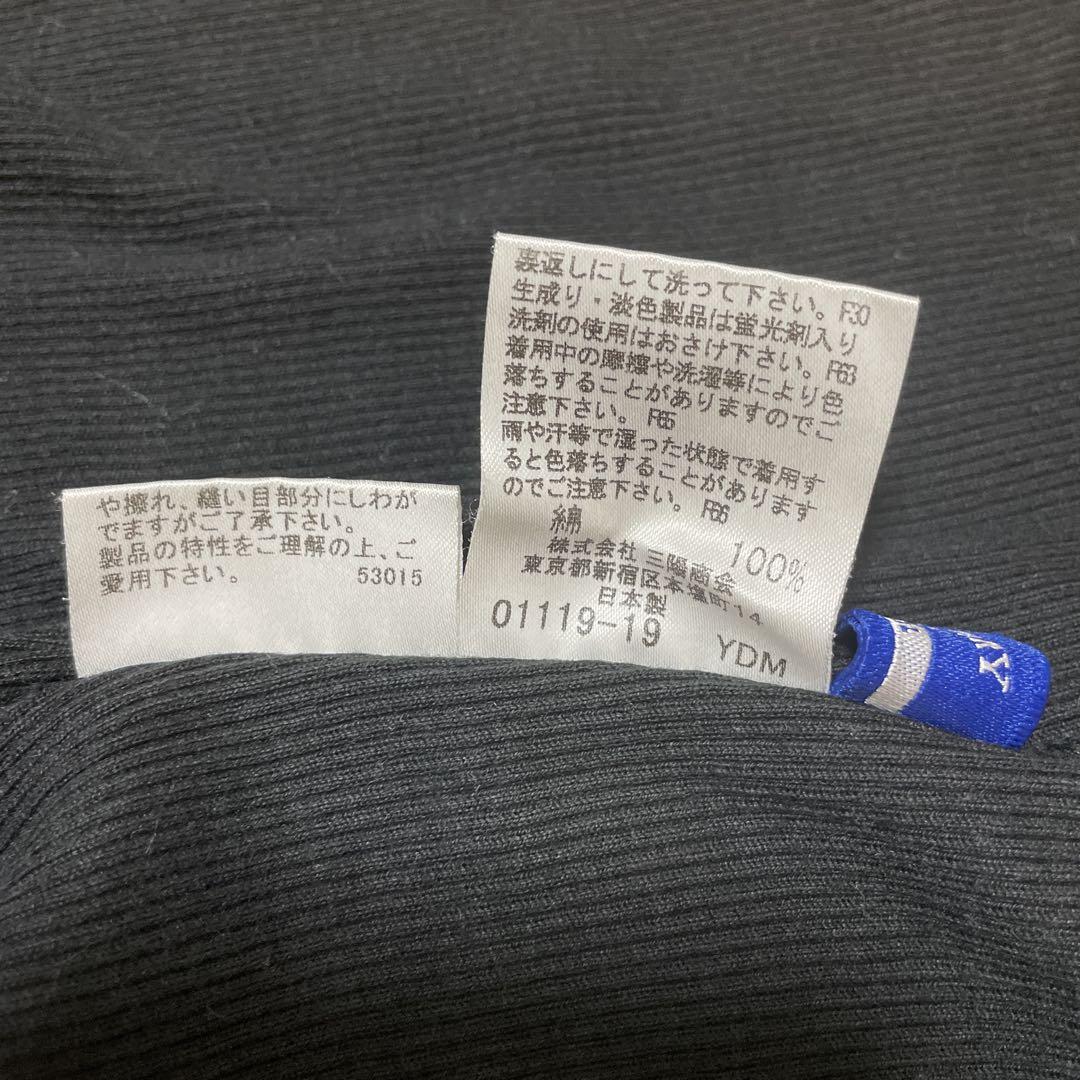 裏返しにして洗って下さい。F30
生成り・淡色製品は蛍光剤入り
洗剤の使用はおさけ下さい。F63
着用中の摩擦や洗濯等により色
落ちすることがありますのでご
注意下さい。F65
雨や汗等で湿った状態で着用す
ると色落ちすることがあります
のでご注意下さい。F66
綿 100%
株式会社 三陽商会
東京都新宿区本塩町14
日本製
01119-19 YDM
や擦れ、縫い目部分にしわが
でますがご了承下さい。
製品の特性をご理解の上、ご
愛用下さい。 53015